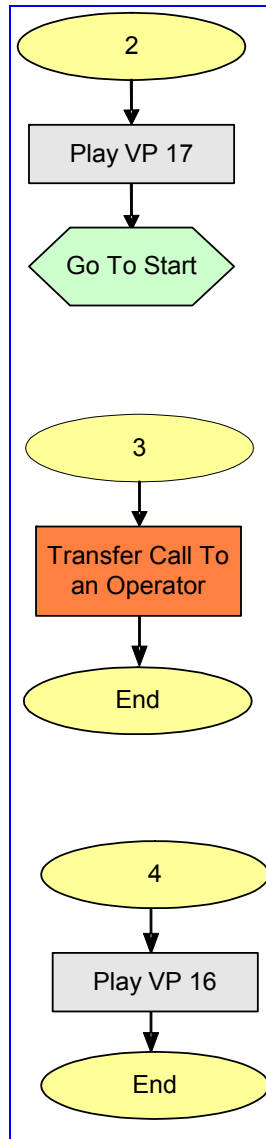 2
Play VP 17
Go To Start
3
Transfer Call To
an Operator
End
4
Play VP 16
End